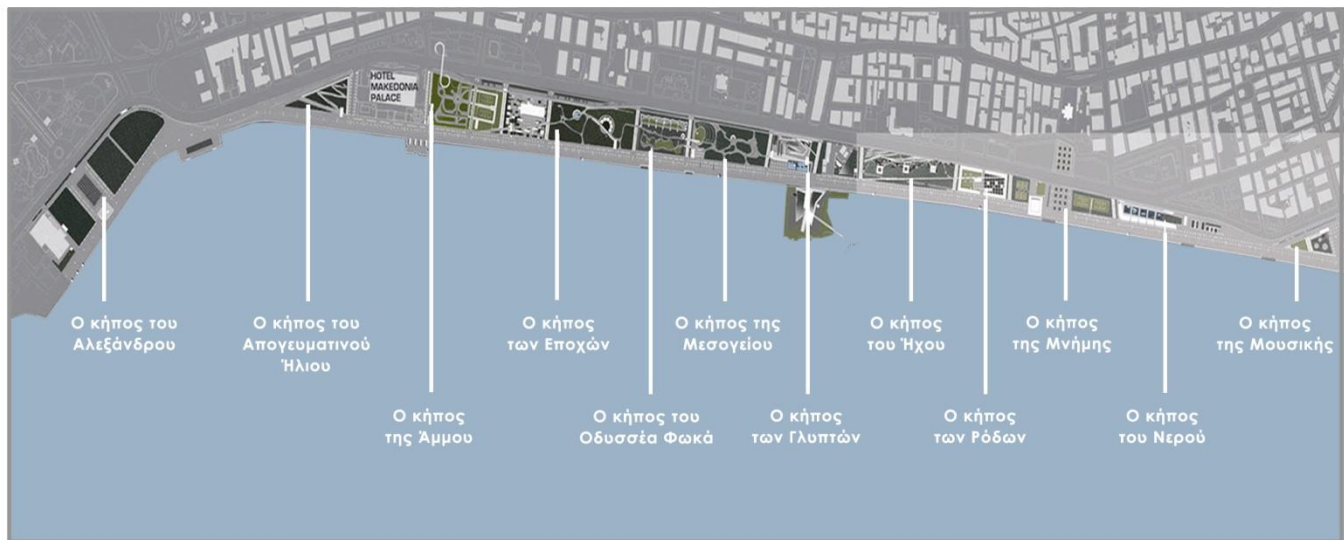 HOTEL
MAKEDONIA
PALACE
Ο κήπος του
Αλεξάνδρου
Ο κήπος του
Απογευματινού
Ήλιου
Ο κήπος
της Άμμου
Ο κήπος
των Εποχών
Ο κήπος του
Οδυσσέα Φωκά
Ο κήπος της
Μεσογείου
Ο κήπος
των Γλυπτών
Ο κήπος
του Ήχου
Ο κήπος
των Ρόδων
Ο κήπος
της Μνήμης
Ο κήπος
του Νερού
Ο κήπος
της Μουσικής